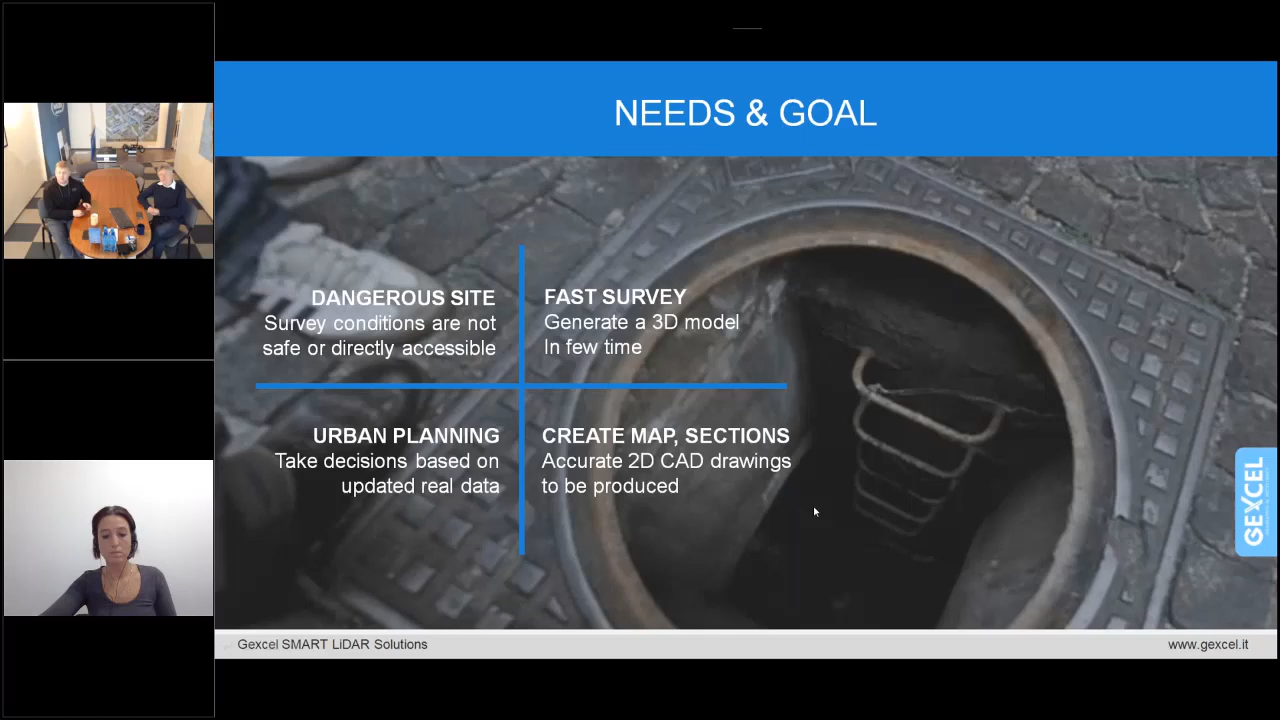 NEEDS & GOAL
DANGEROUS SITE
Survey conditions are not
safe or directly accessible
FAST SURVEY
Generate a 3D model
In few time
URBAN PLANNING
Take decisions based on
updated real data
CREATE MAP, SECTIONS
Accurate 2D CAD drawings
to be produced
GEXCEL
Gexcel SMART LiDAR Solutions
www.gexcel.it